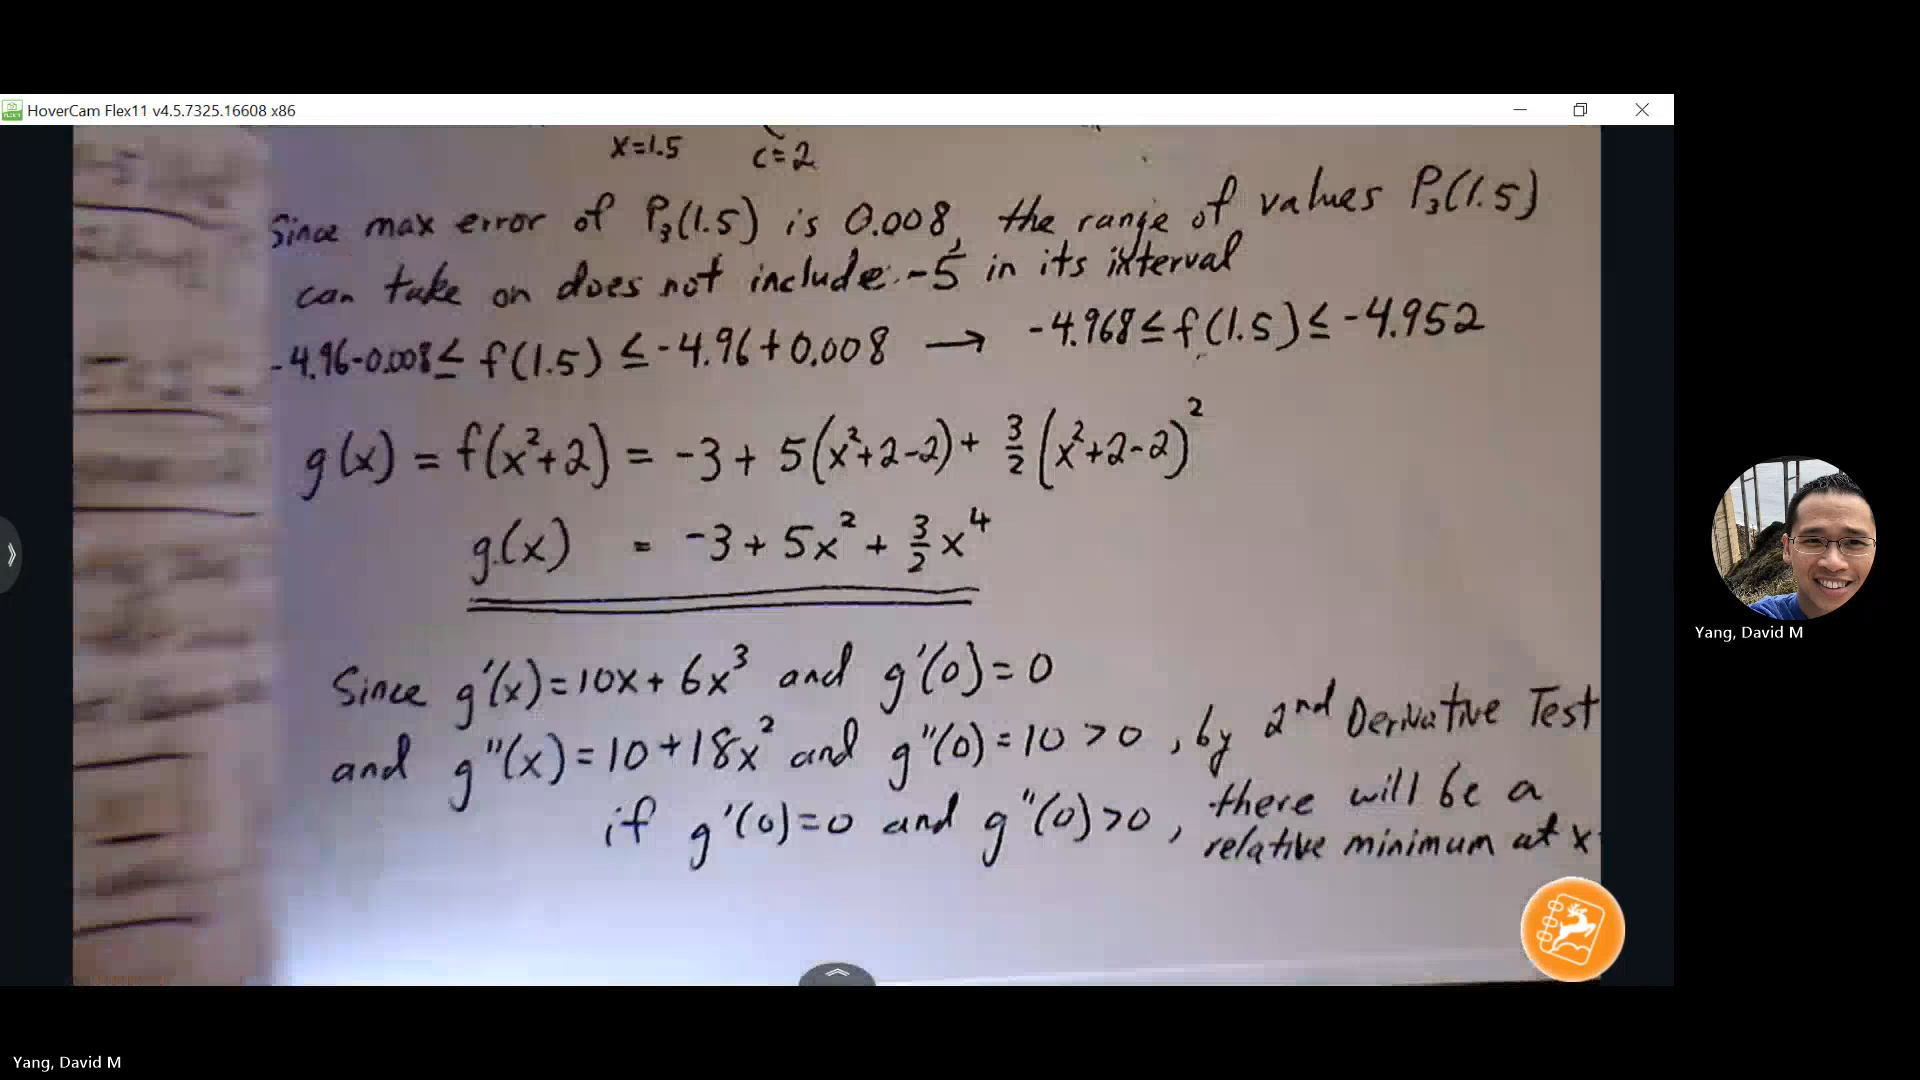 HoverCam Flex11 v4.5.7325.16608 x86
x=1.5 c=2
Since max error of P₃(1.5) is 0.008, the range of values P₃(1.5)
can take on does not include -5 in its interval
-4.96-0.008 ≤ f(1.5) ≤ -4.96+0.008 → -4.968 ≤ f(1.5) ≤ -4.952
g(x) = f(x²+2) = -3 + 5(x²+2-2) + 3/2 (x²+2-2)²
g(x) = -3 + 5x² + 3/2 x⁴
Since g'(x)=10x+6x³ and g'(0)=0
and g"(x)=10+18x² and g"(0)=10>0, by 2nd Derivative Test
if g'(0)=0 and g"(0)>0, there will be a
relative minimum at x
Yang, David M
Yang, David M